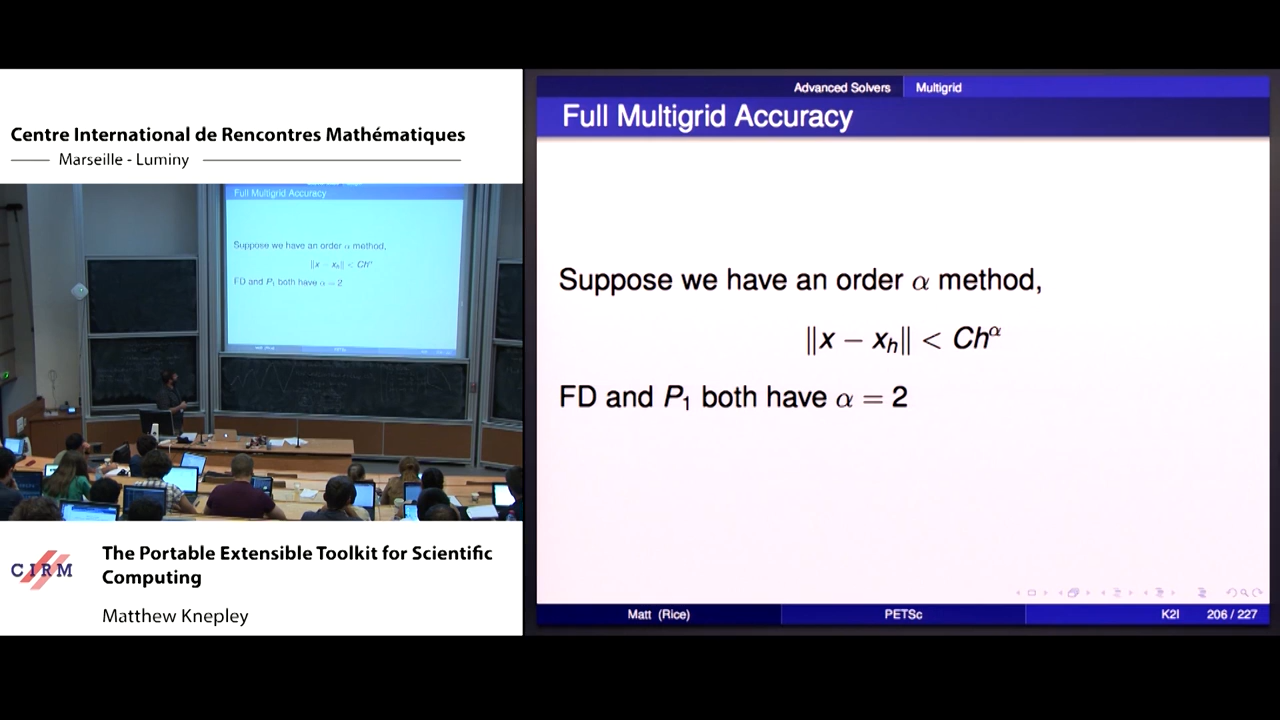 Centre International de Rencontres Mathématiques
Marseille - Luminy
Full Multigrid Accuracy
Suppose we have an order α method,
‖x − x_h‖ < Ch^α
FD and P₁ both have α = 2
CIRM
The Portable Extensible Toolkit for Scientific
Computing
Matthew Knepley
Advanced Solvers Multigrid
Full Multigrid Accuracy
Suppose we have an order α method,
‖x − x_h‖ < Ch^α
FD and P₁ both have α = 2
Matt (Rice) PETSc K2I 206 / 227